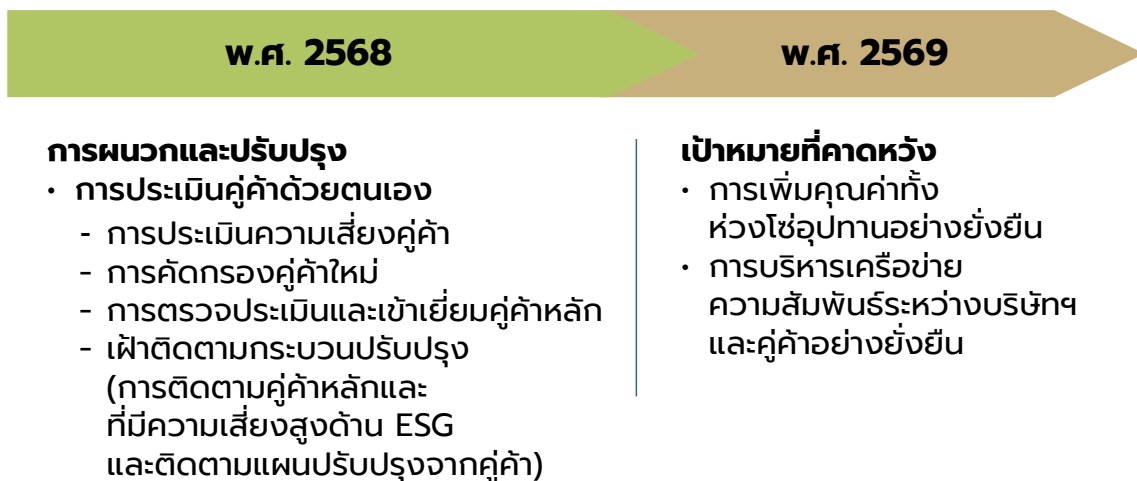 พ.ศ. 2568
พ.ศ. 2569
การผนวกและปรับปรุง
• การประเมินคู่ค้าด้วยตนเอง
- การประเมินความเสี่ยงคู่ค้า
- การคัดกรองคู่ค้าใหม่
- การตรวจประเมินและเข้าเยี่ยมคู่ค้าหลัก
- เฝ้าติดตามกระบวนปรับปรุง
(การติดตามคู่ค้าหลักและ
ที่มีความเสี่ยงสูงด้าน ESG
และติดตามแผนปรับปรุงจากคู่ค้า)
เป้าหมายที่คาดหวัง
• การเพิ่มคุณค่าทั้ง
ห่วงโซ่อุปทานอย่างยั่งยืน
• การบริหารเครือข่าย
ความสัมพันธ์ระหว่างบริษัทฯ
และคู่ค้าอย่างยั่งยืน